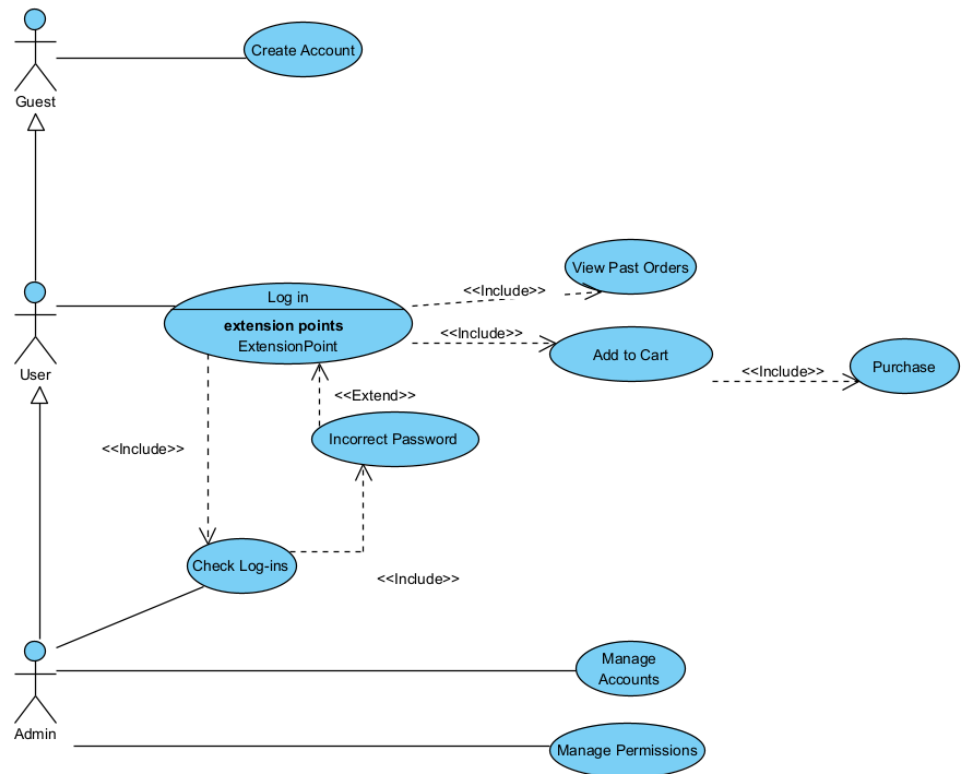 Create Account
Guest
View Past Orders
<<Include>>
Log in
extension points
ExtensionPoint
<<Include>>
Add to Cart
<<Include>>
Purchase
User
<<Extend>>
Incorrect Password
<<Include>>
Check Log-ins
<<Include>>
Manage
Accounts
Admin
Manage Permissions